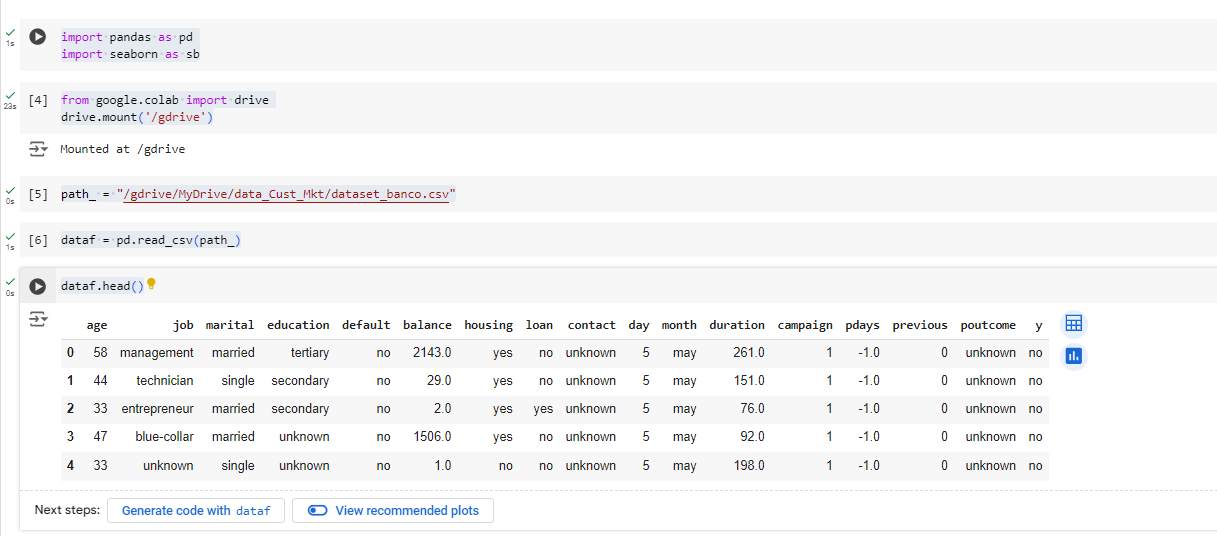 1s
import pandas as pd
import seaborn as sb
23s
[4] from google.colab import drive
drive.mount('/gdrive')
Mounted at /gdrive
0s
[5] path_ = "/gdrive/MyDrive/data_Cust_Mkt/dataset_banco.csv"
1s
[6] dataf = pd.read_csv(path_)
0s
dataf.head()
age job marital education default balance housing loan contact day month duration campaign pdays previous poutcome y
0 58 management married tertiary no 2143.0 yes no unknown 5 may 261.0 1 -1.0 0 unknown no
1 44 technician single secondary no 29.0 yes no unknown 5 may 151.0 1 -1.0 0 unknown no
2 33 entrepreneur married secondary no 2.0 yes yes unknown 5 may 76.0 1 -1.0 0 unknown no
3 47 blue-collar married unknown no 1506.0 yes no unknown 5 may 92.0 1 -1.0 0 unknown no
4 33 unknown single unknown no 1.0 no no unknown 5 may 198.0 1 -1.0 0 unknown no
Next steps: Generate code with dataf View recommended plots